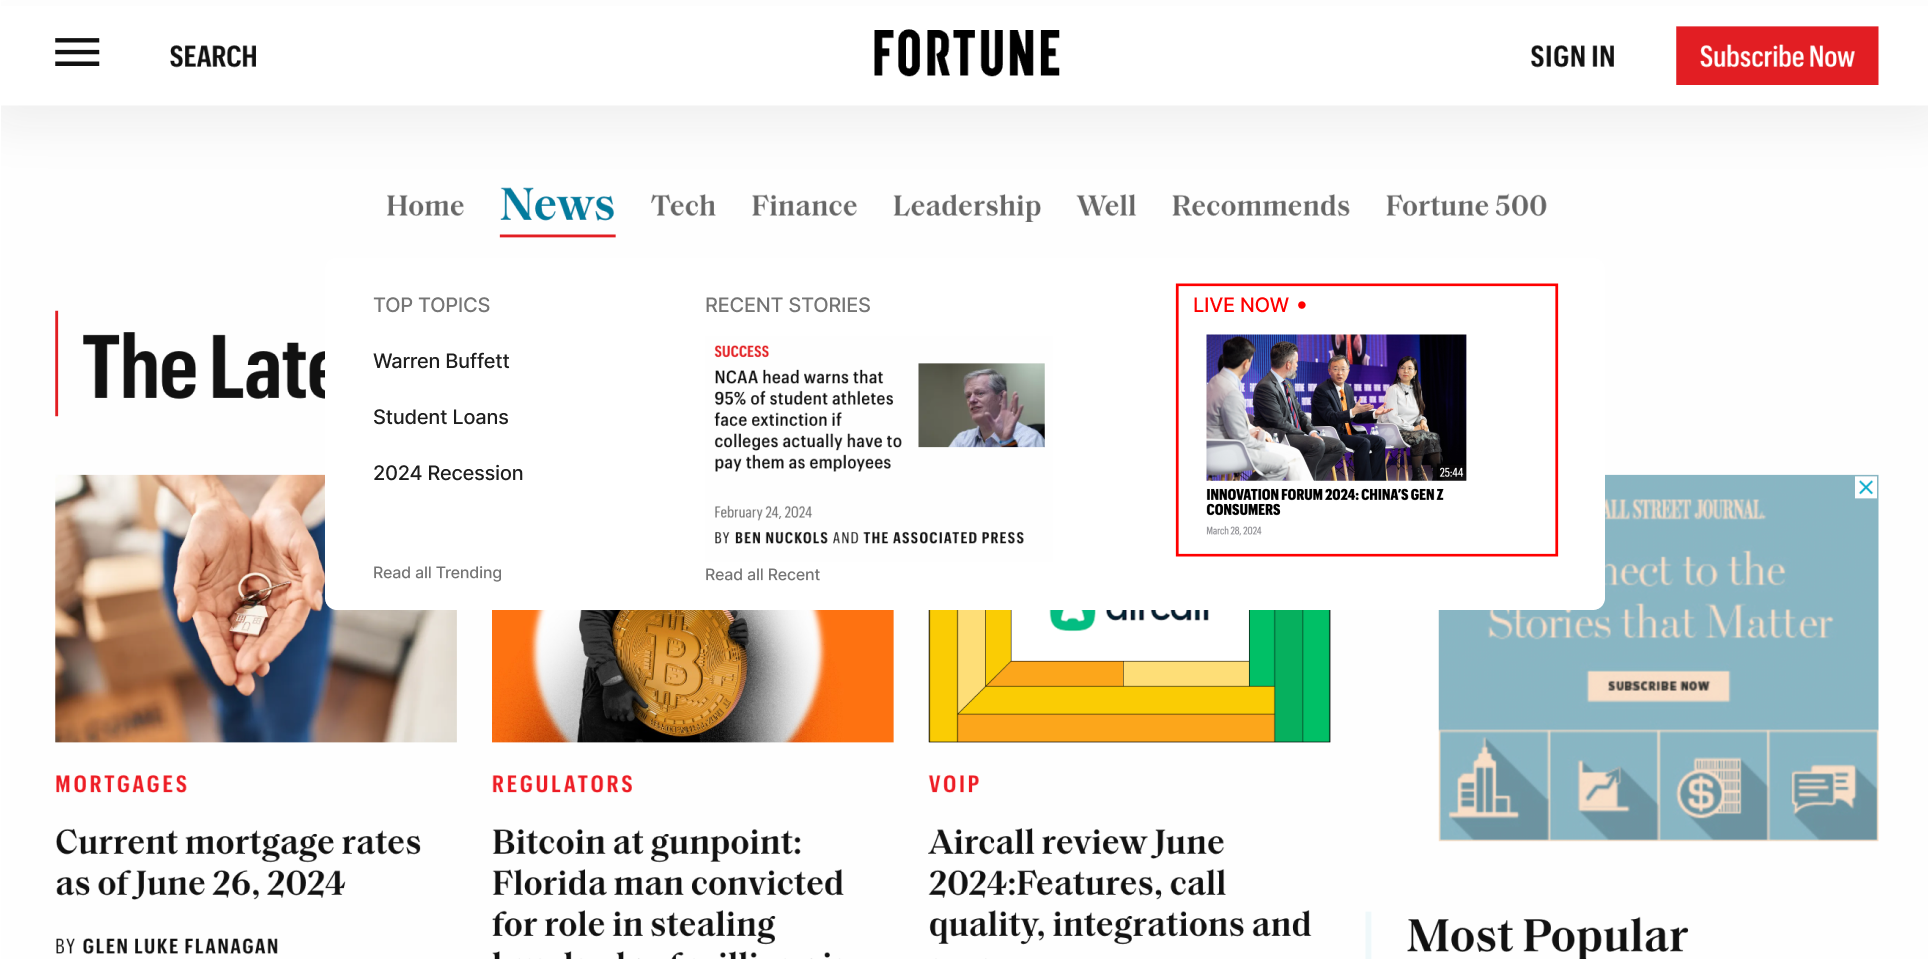 SEARCH
FORTUNE
SIGN IN
Subscribe Now
Home
News
Tech
Finance
Leadership
Well
Recommends
Fortune 500
The Late
TOP TOPICS
Warren Buffett
Student Loans
2024 Recession
Read all Trending
RECENT STORIES
SUCCESS
NCAA head warns that
95% of student athletes
face extinction if
colleges actually have to
pay them as employees
February 24, 2024
BY BEN NUCKOLS AND THE ASSOCIATED PRESS
Read all Recent
LIVE NOW •
25:44
INNOVATION FORUM 2024: CHINA'S GEN Z
CONSUMERS
March 28, 2024
ALL STREET JOURNAL.
nect to the
Stories that Matter
SUBSCRIBE NOW
aircall
MORTGAGES
Current mortgage rates
as of June 26, 2024
BY GLEN LUKE FLANAGAN
REGULATORS
Bitcoin at gunpoint:
Florida man convicted
for role in stealing
VOIP
Aircall review June
2024:Features, call
quality, integrations and
Most Popular